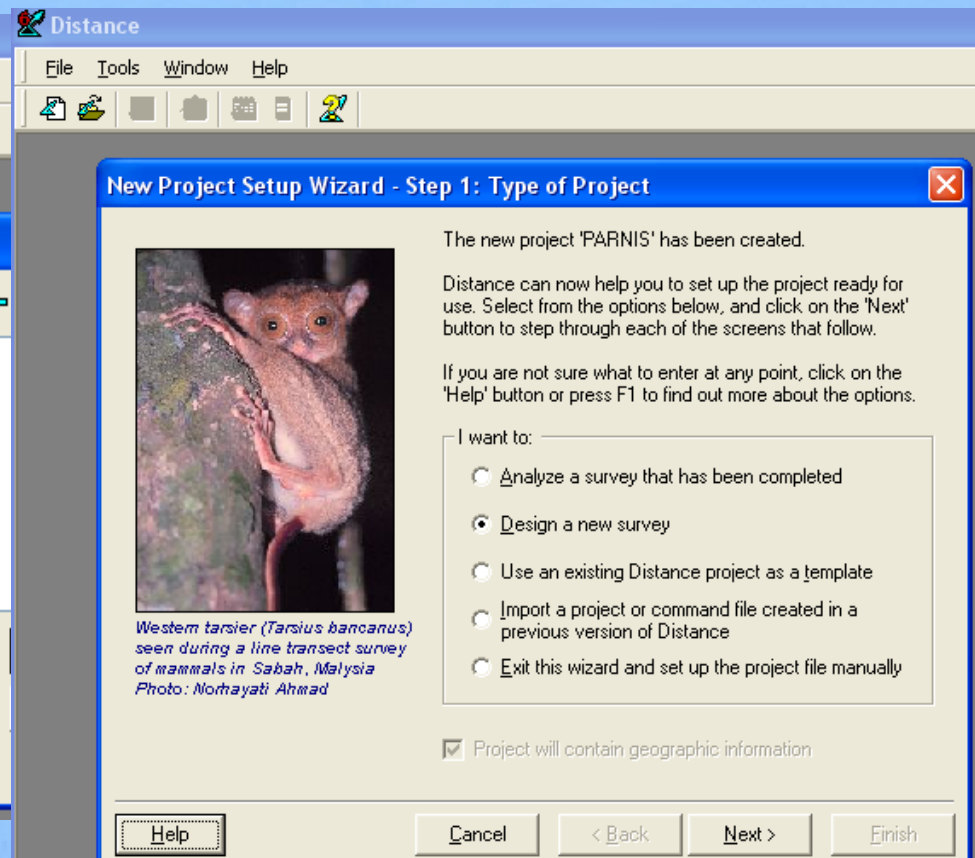 Distance
File Tools Window Help
New Project Setup Wizard - Step 1: Type of Project
The new project 'PARNIS' has been created.
Distance can now help you to set up the project ready for
use. Select from the options below, and click on the 'Next'
button to step through each of the screens that follow.
If you are not sure what to enter at any point, click on the
'Help' button or press F1 to find out more about the options.
I want to:
Analyze a survey that has been completed
Design a new survey
Use an existing Distance project as a template
Import a project or command file created in a
previous version of Distance
Exit this wizard and set up the project file manually
Western tarsier (Tarsius bancanus)
seen during a line transect survey
of mammals in Sabah, Malysia
Photo: Norhayati Ahmad
Project will contain geographic information
Help Cancel < Back Next > Finish